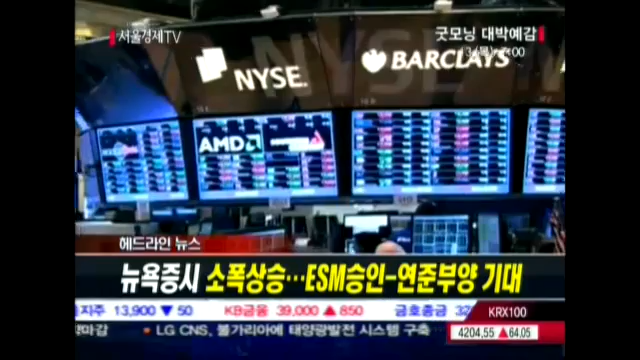 서울경제TV
굿모닝 대박예감
NYSE
BARCLAYS
AMD
헤드라인 뉴스
뉴욕증시 소폭상승…ESM승인-연준부양 기대
지주 13,900 ▼ 50 KB금융 39,000 ▲ 850 금호종금
KRX100
4204,55 ▲64,05
마감 ▪ LG CNS, 불가리아에 태양광발전 시스템 구축